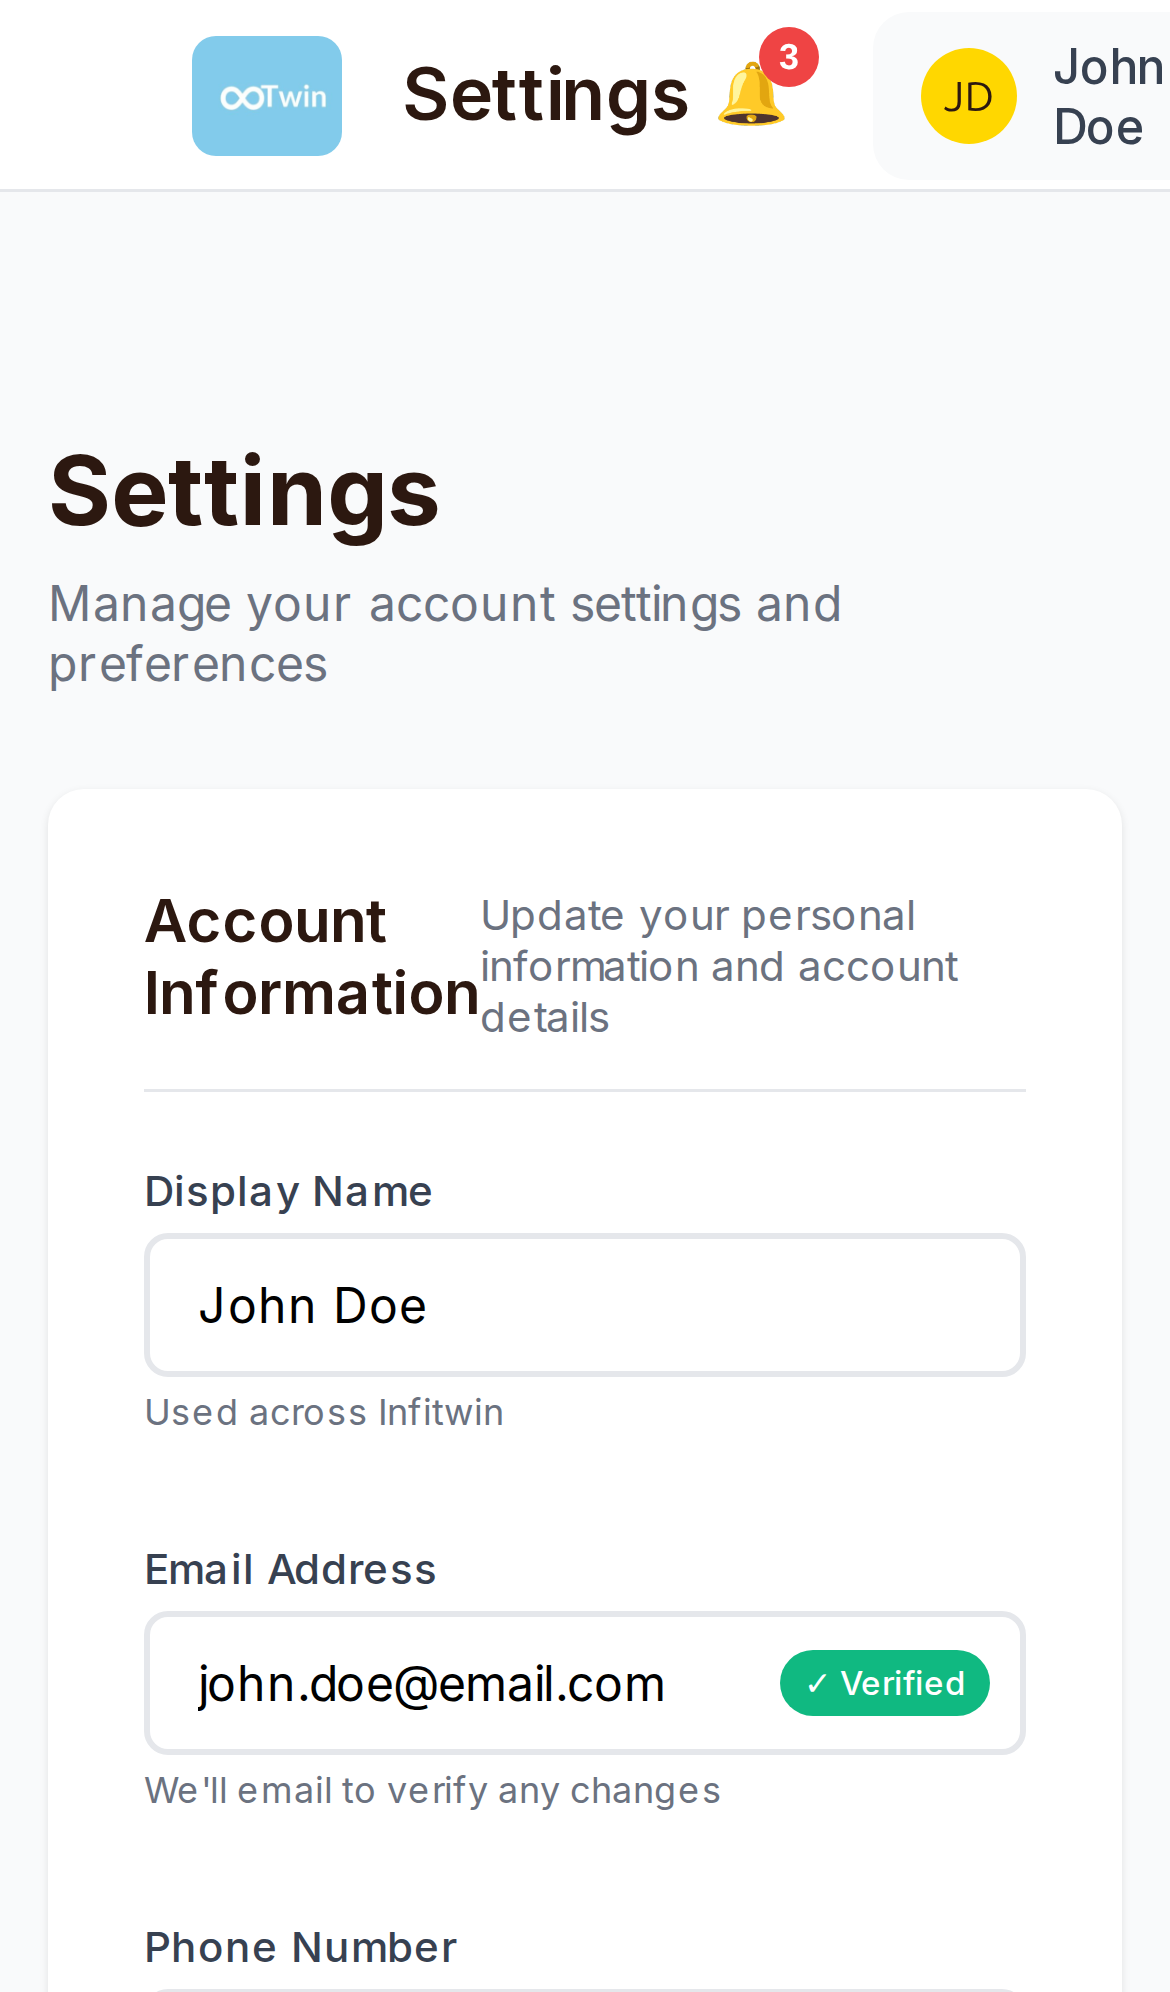 ∞Twin
Settings
3
JD
John
Doe
Settings
Manage your account settings and
preferences
Account
Information
Update your personal
information and account
details
Display Name
John Doe
Used across Infitwin
Email Address
john.doe@email.com
✓ Verified
We'll email to verify any changes
Phone Number